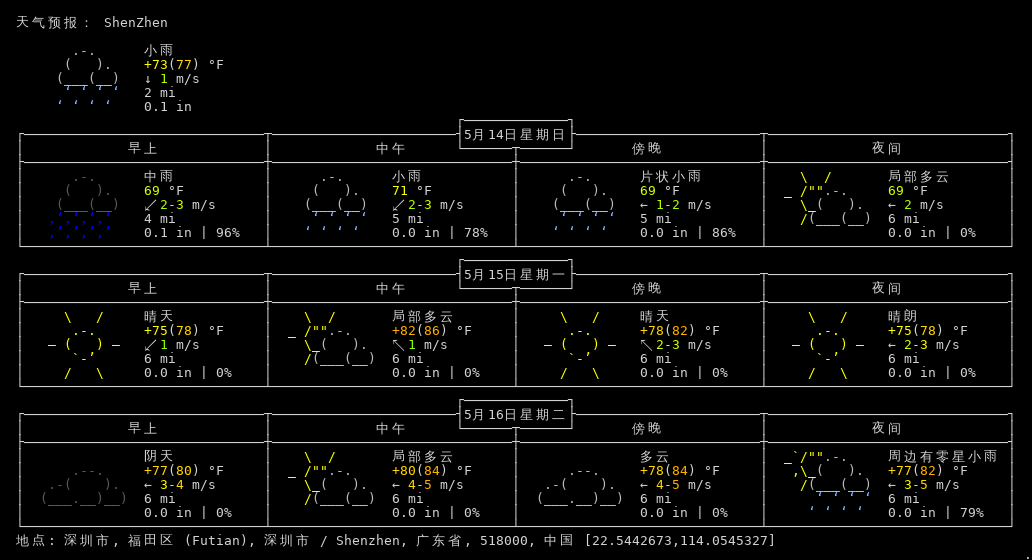 天气预报： ShenZhen
小雨
+73(77) °F
↓ 1 m/s
2 mi
0.1 in
5月14日星期日
早上 中午 傍晚 夜间
中雨 小雨 片状小雨 局部多云
69 °F 71 °F 69 °F 69 °F
↙ 2-3 m/s ↙ 2-3 m/s ← 1-2 m/s ← 2 m/s
4 mi 5 mi 5 mi 6 mi
0.1 in | 96% 0.0 in | 78% 0.0 in | 86% 0.0 in | 0%
5月15日星期一
早上 中午 傍晚 夜间
晴天 局部多云 晴天 晴朗
+75(78) °F +82(86) °F +78(82) °F +75(78) °F
↙ 1 m/s ↖ 1 m/s ↖ 2-3 m/s ← 2-3 m/s
6 mi 6 mi 6 mi 6 mi
0.0 in | 0% 0.0 in | 0% 0.0 in | 0% 0.0 in | 0%
5月16日星期二
早上 中午 傍晚 夜间
阴天 局部多云 多云 周边有零星小雨
+77(80) °F +80(84) °F +78(84) °F +77(82) °F
← 3-4 m/s ← 4-5 m/s ← 4-5 m/s ← 3-5 m/s
6 mi 6 mi 6 mi 6 mi
0.0 in | 0% 0.0 in | 0% 0.0 in | 0% 0.0 in | 79%
地点: 深圳市, 福田区 (Futian), 深圳市 / Shenzhen, 广东省, 518000, 中国 [22.5442673,114.0545327]